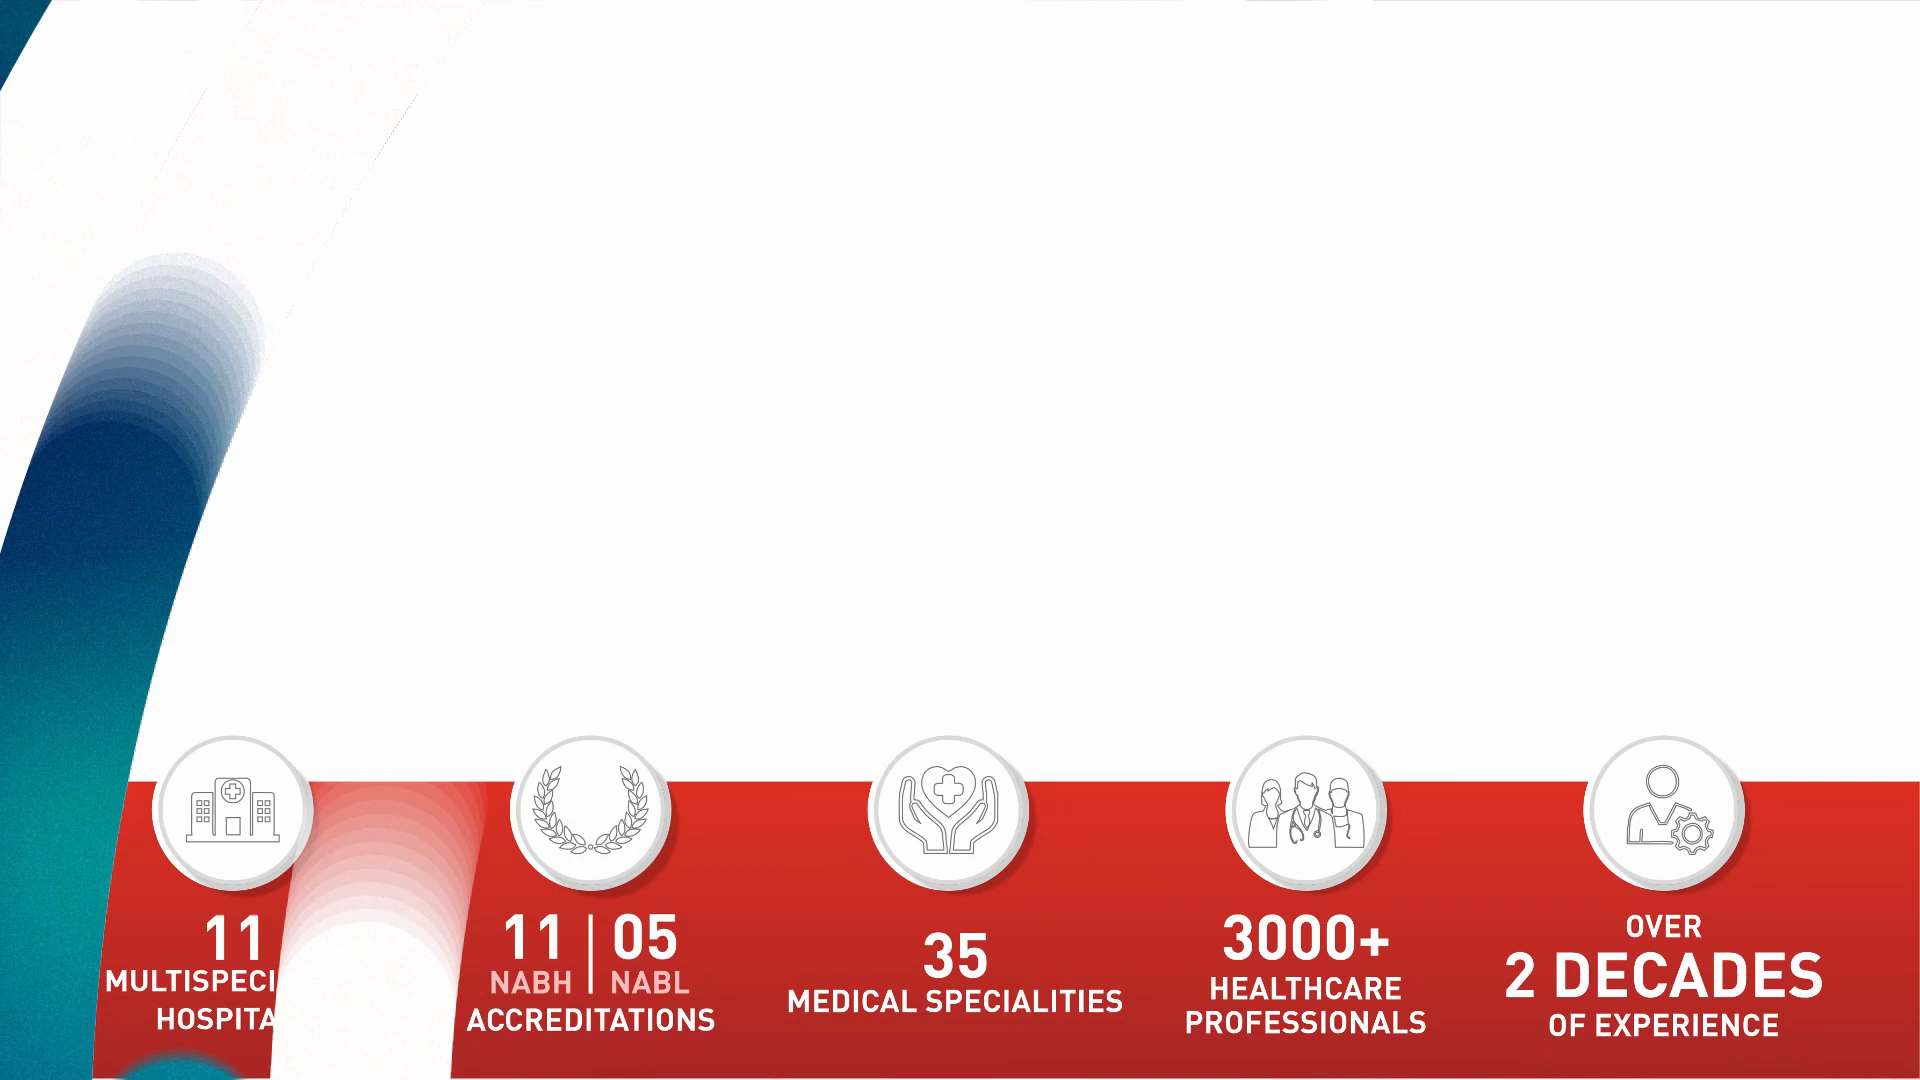 11
MULTISPECI
HOSPITA
11 | 05
NABH | NABL
ACCREDITATIONS
35
MEDICAL SPECIALITIES
3000+
HEALTHCARE
PROFESSIONALS
OVER
2 DECADES
OF EXPERIENCE